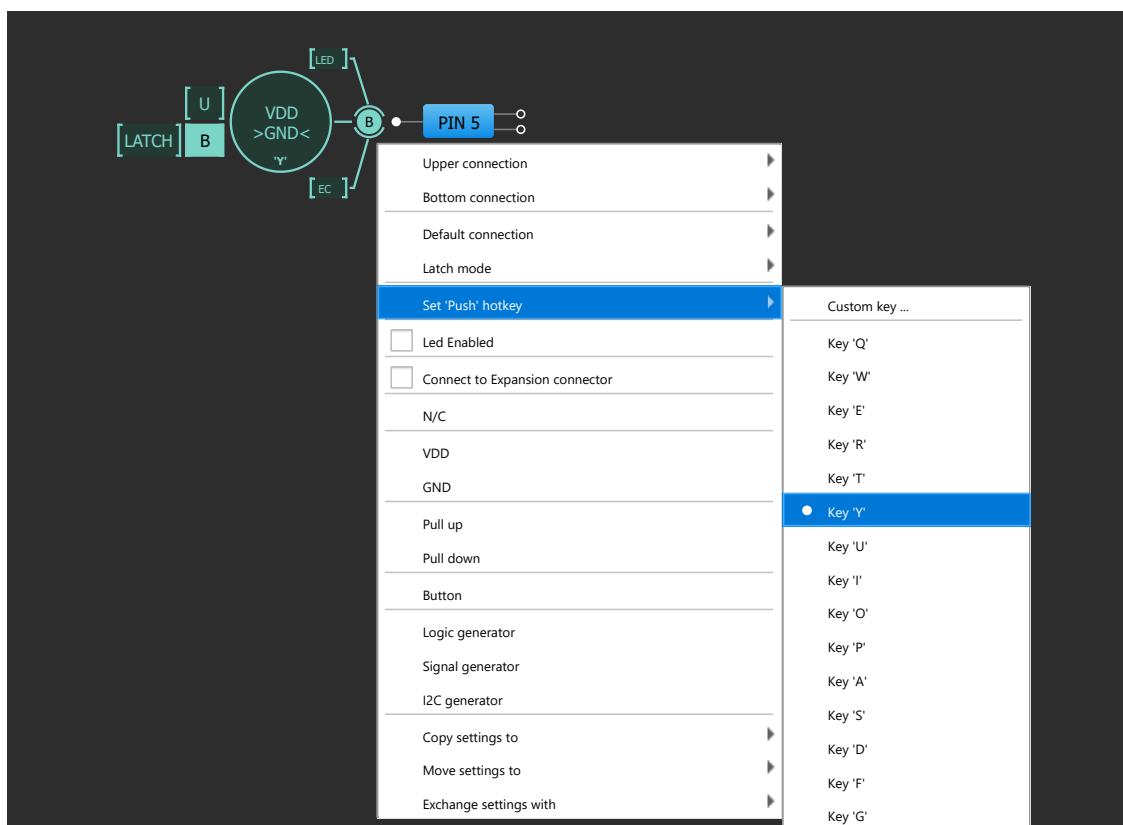 [LED]
[U]
VDD
B
PIN 5
[LATCH]
B
>GND<
'Y'
[EC]
Upper connection
Bottom connection
Default connection
Latch mode
Set 'Push' hotkey
Led Enabled
Connect to Expansion connector
N/C
VDD
GND
Pull up
Pull down
Button
Logic generator
Signal generator
I2C generator
Copy settings to
Move settings to
Exchange settings with
Custom key ...
Key 'Q'
Key 'W'
Key 'E'
Key 'R'
Key 'T'
Key 'Y'
Key 'U'
Key 'I'
Key 'O'
Key 'P'
Key 'A'
Key 'S'
Key 'D'
Key 'F'
Key 'G'